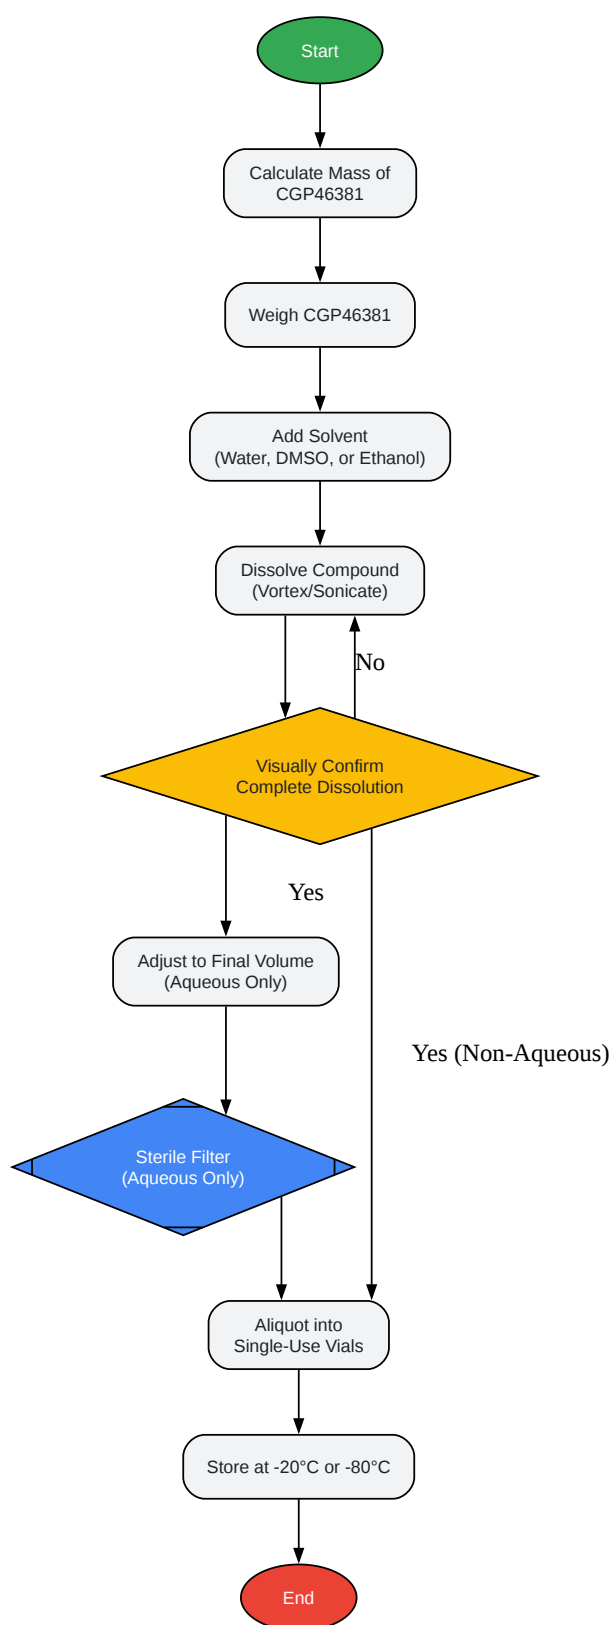 Start
Calculate Mass of
CGP46381
Weigh CGP46381
Add Solvent
(Water, DMSO, or Ethanol)
Dissolve Compound
(Vortex/Sonicate)
No
Visually Confirm
Complete Dissolution
Yes
Adjust to Final Volume
(Aqueous Only)
Yes (Non-Aqueous)
Sterile Filter
(Aqueous Only)
Aliquot into
Single-Use Vials
Store at -20°C or -80°C
End